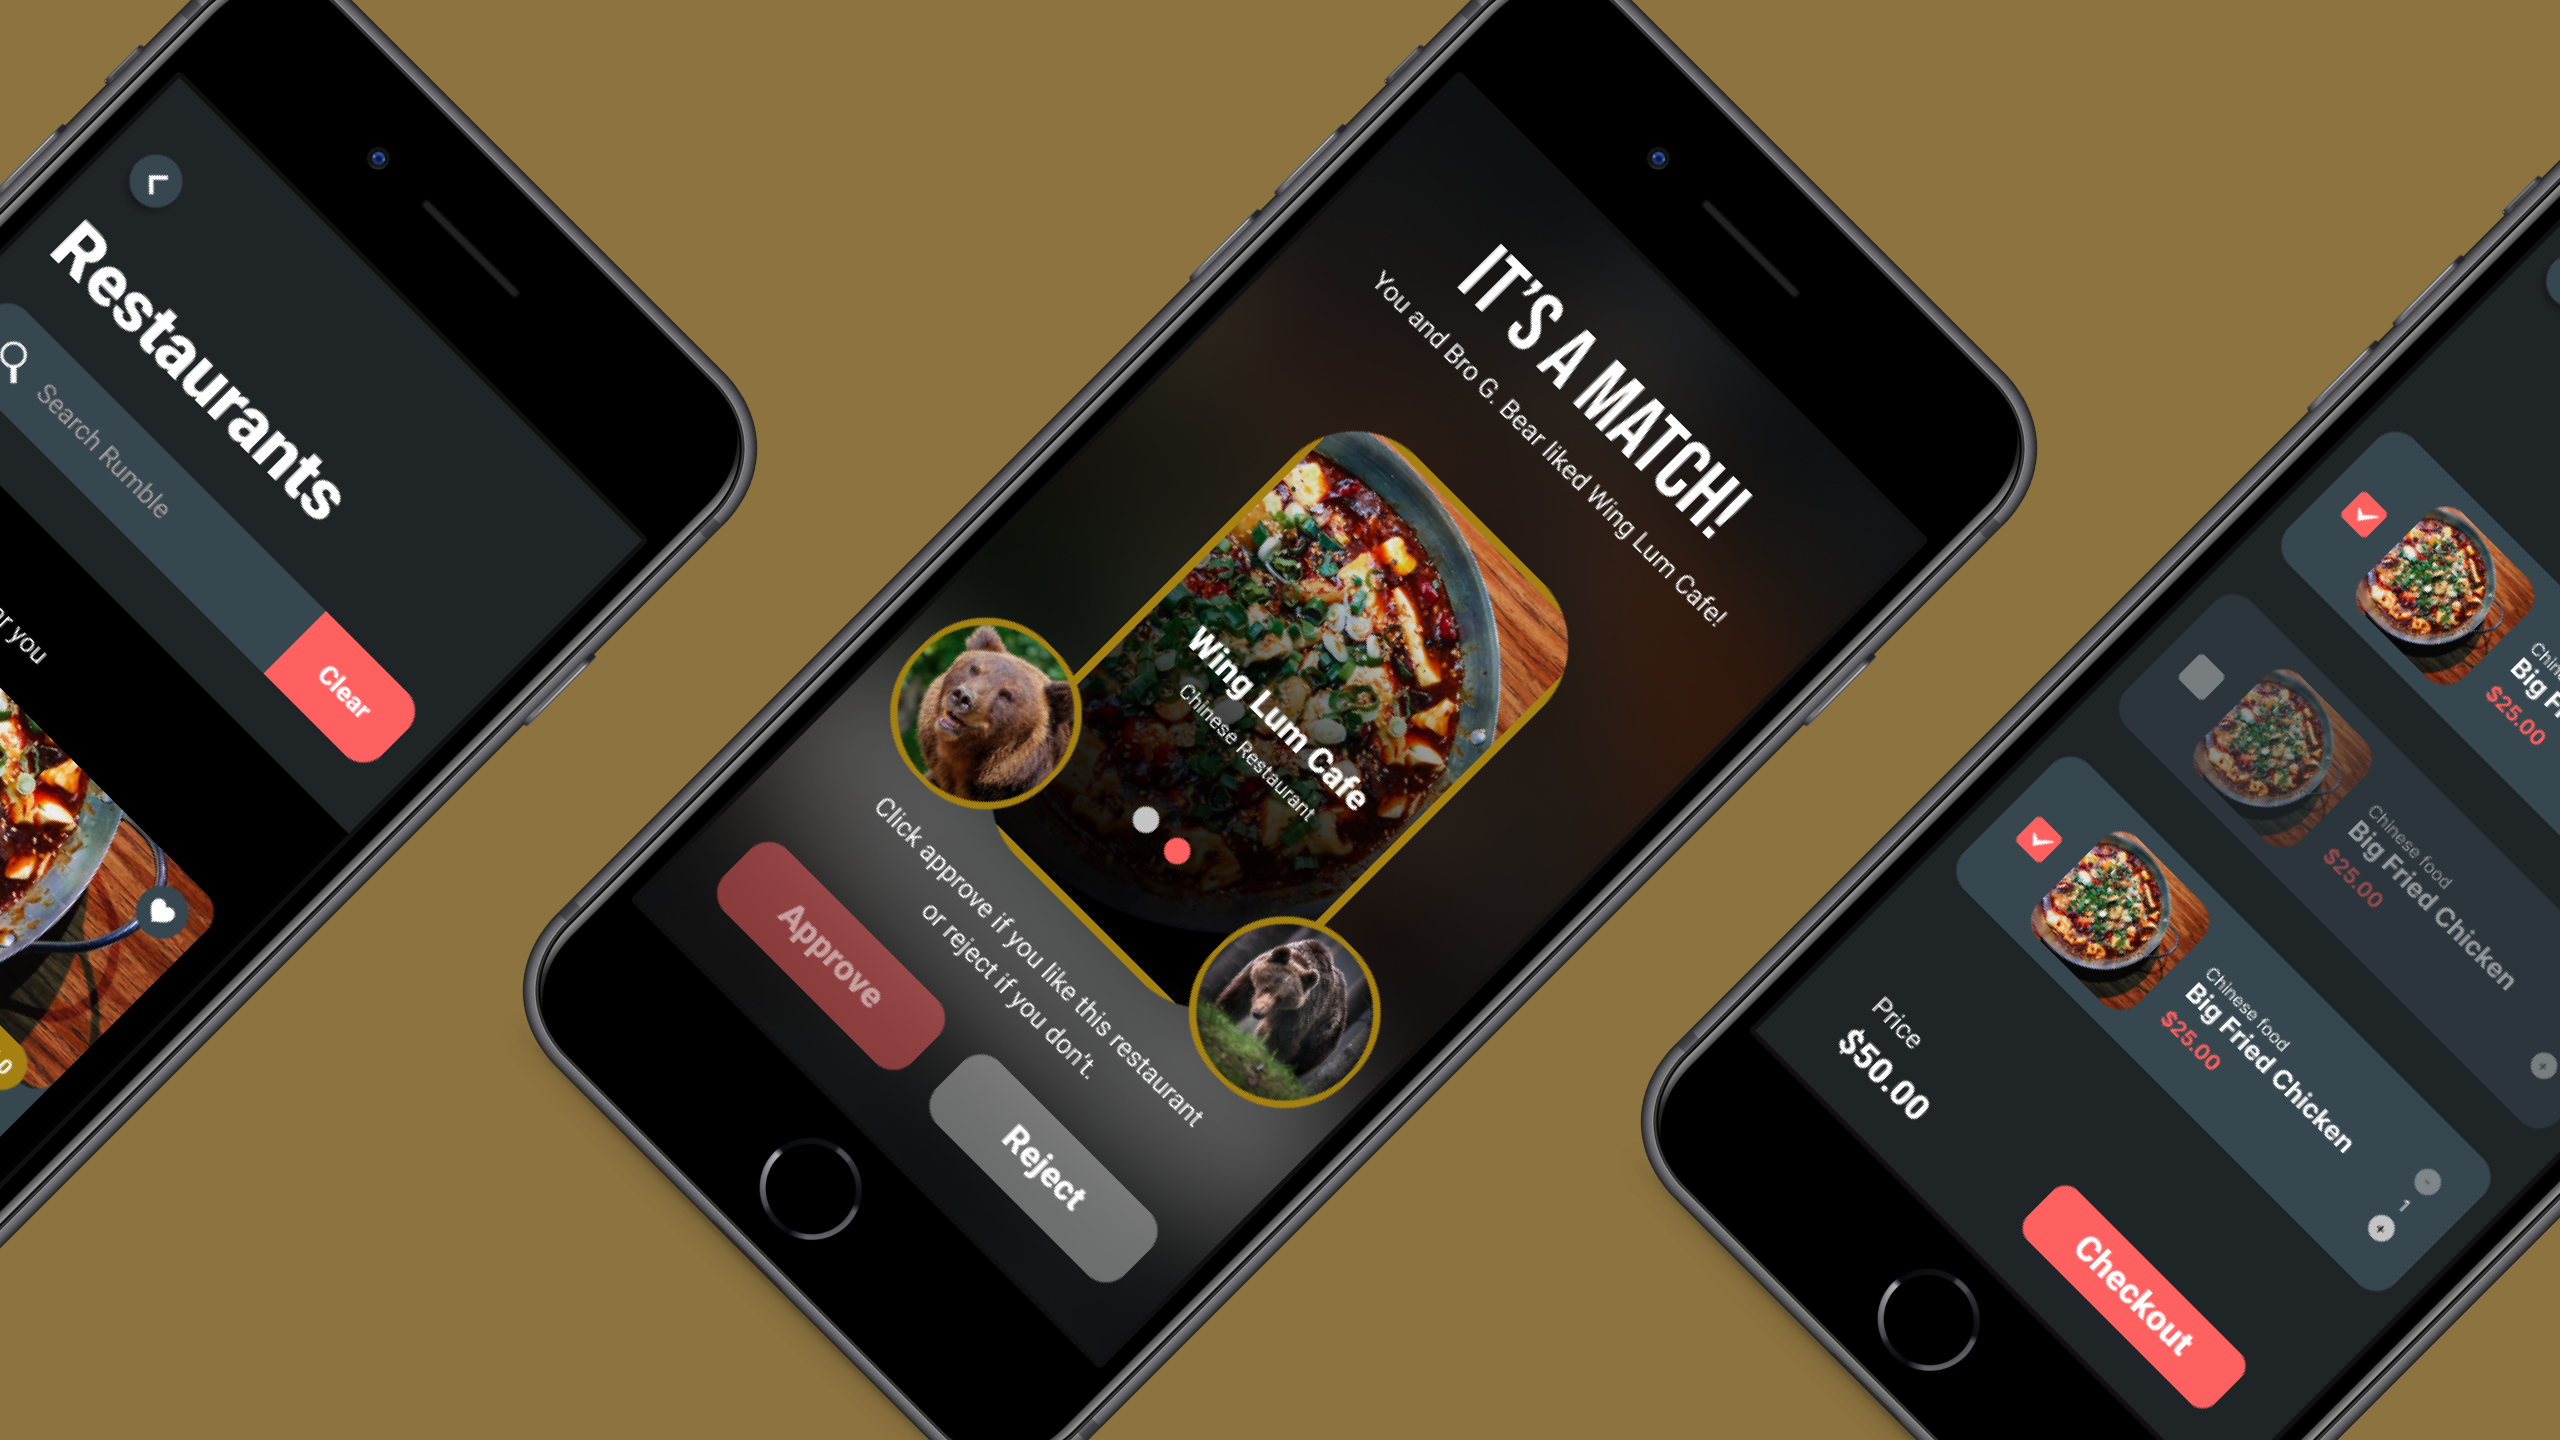 Restaurants
Search Rumble
Clear
you
IT'S A MATCH!
You and Bro G. Bear liked Wing Lum Cafe!
Wing Lum Cafe
Chinese Restaurant
Click approve if you like this restaurant
or reject if you don't.
Approve
Reject
$25.00
Chinese food
Big Fried Chicken
$25.00
Chinese food
Big Fried Chicken
$25.00
- 1 +
Price
$50.00
Checkout